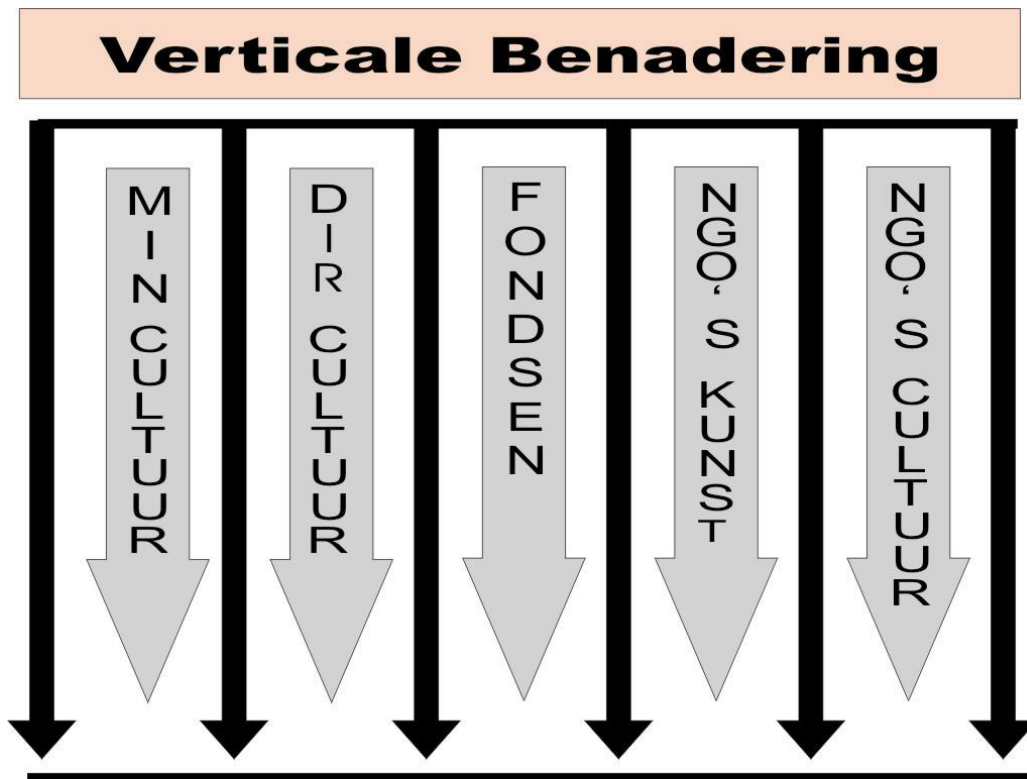 Verticale Benadering
MIN CULTUUR
DIR CULTUUR
FONDSEN
NGO‘S KUNST
NGO‘S CULTUUR